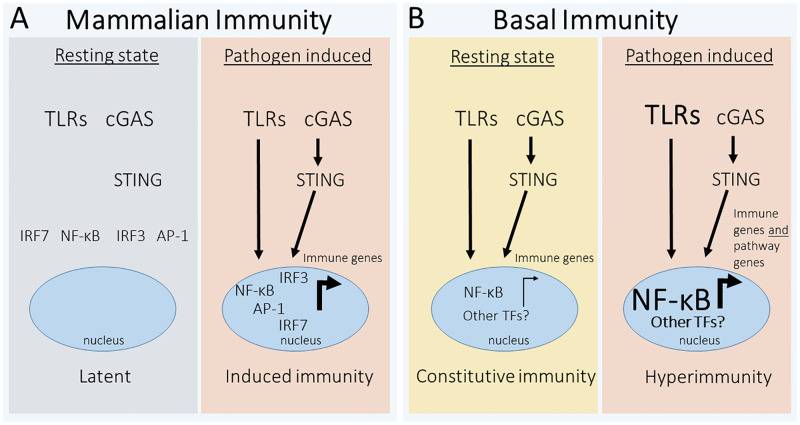 A Mammalian Immunity
Resting state
TLRs cGAS
STING
IRF7 NF-κB IRF3 AP-1
nucleus
Latent
Pathogen induced
TLRs cGAS
STING
Immune genes
IRF3
NF-κB
AP-1
IRF7
nucleus
Induced immunity
B Basal Immunity
Resting state
TLRs cGAS
STING
Immune genes
NF-κB
Other TFs?
nucleus
Constitutive immunity
Pathogen induced
TLRs cGAS
STING
Immune
genes and
pathway
genes
NF-κB
Other TFs?
nucleus
Hyperimmunity